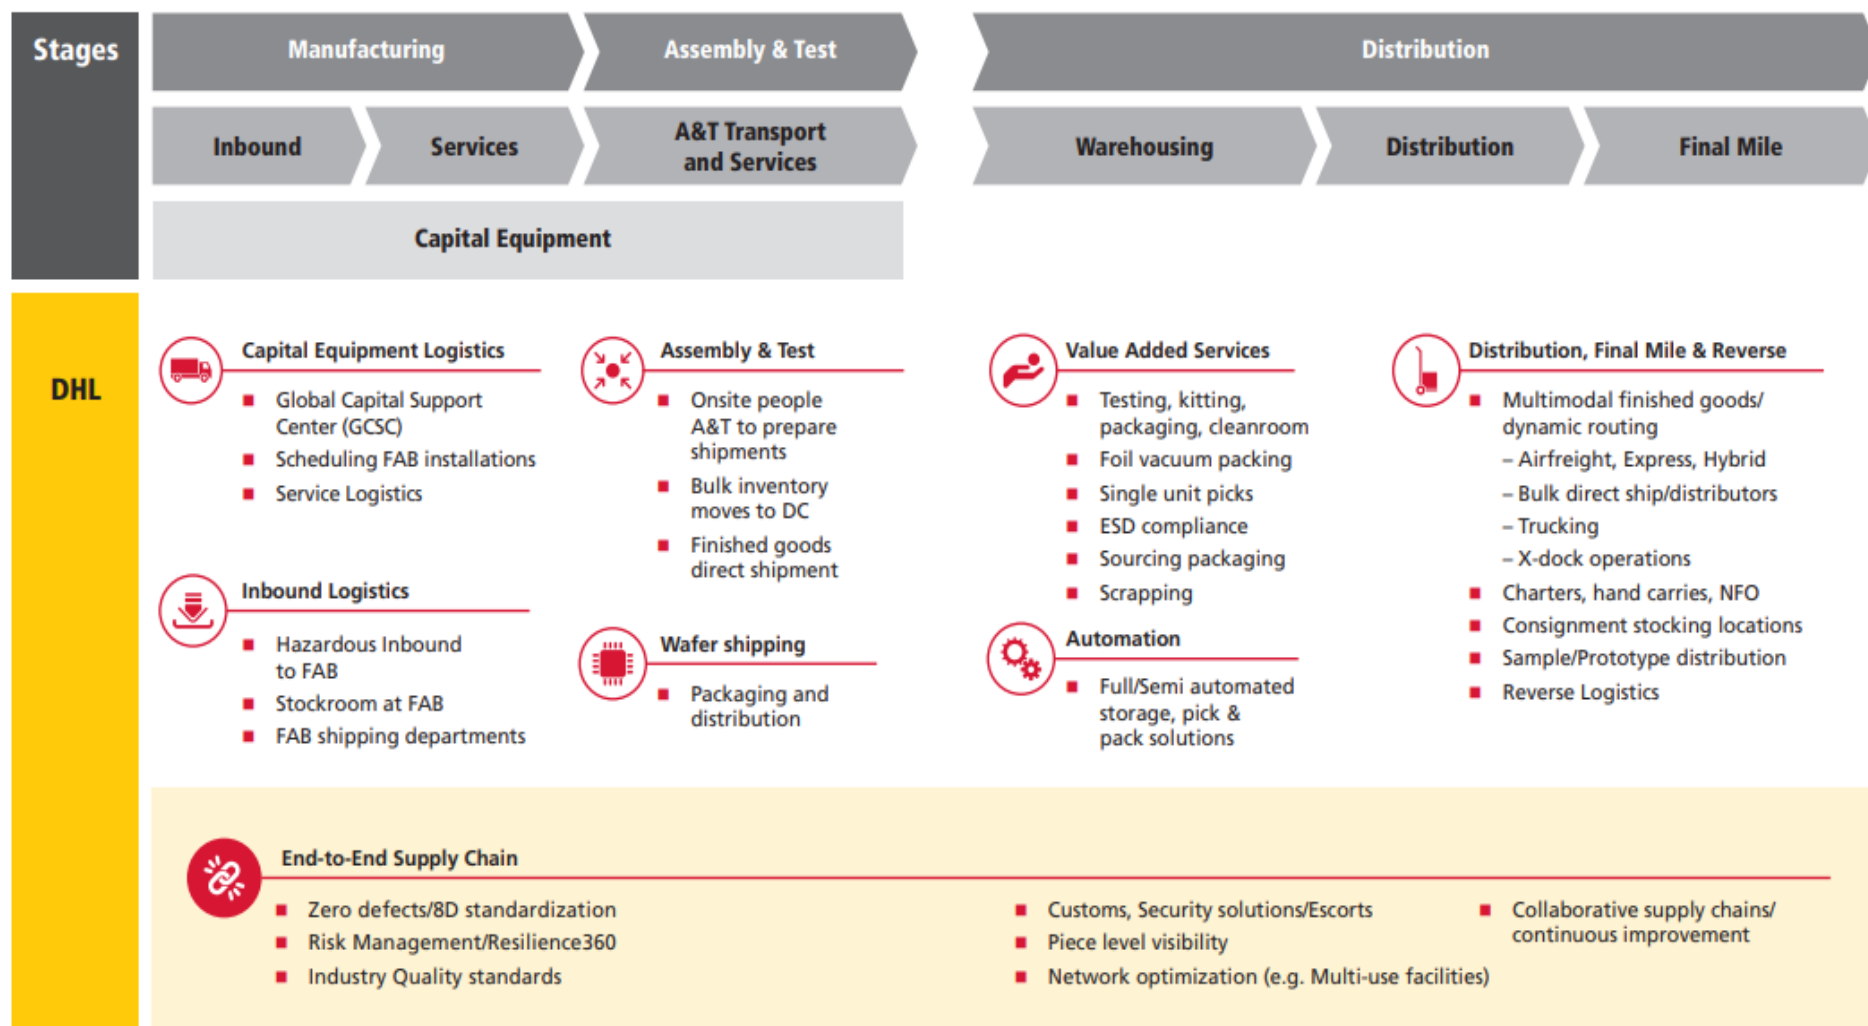 Stages
Manufacturing
Assembly & Test
Distribution
Inbound
Services
A&T Transport
and Services
Warehousing
Distribution
Final Mile
Capital Equipment
DHL
Capital Equipment Logistics
Global Capital Support
Center (GCSC)
Scheduling FAB installations
Service Logistics
Inbound Logistics
Hazardous Inbound
to FAB
Stockroom at FAB
FAB shipping departments
Assembly & Test
Onsite people
A&T to prepare
shipments
Bulk inventory
moves to DC
Finished goods
direct shipment
Wafer shipping
Packaging and
distribution
Value Added Services
Testing, kitting,
packaging, cleanroom
Foil vacuum packing
Single unit picks
ESD compliance
Sourcing packaging
Scrapping
Automation
Full/Semi automated
storage, pick &
pack solutions
Distribution, Final Mile & Reverse
Multimodal finished goods/
dynamic routing
– Airfreight, Express, Hybrid
– Bulk direct ship/distributors
– Trucking
– X-dock operations
Charters, hand carries, NFO
Consignment stocking locations
Sample/Prototype distribution
Reverse Logistics
End-to-End Supply Chain
Zero defects/8D standardization
Risk Management/Resilience360
Industry Quality standards
Customs, Security solutions/Escorts
Piece level visibility
Network optimization (e.g. Multi-use facilities)
Collaborative supply chains/
continuous improvement